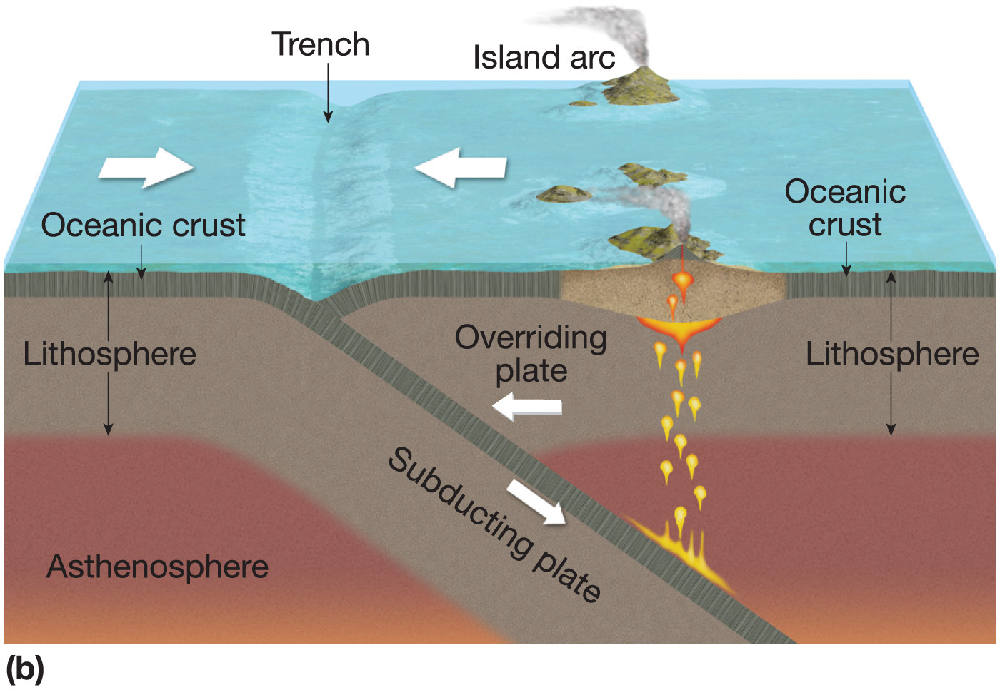 Trench
Island arc
Oceanic crust
Oceanic
crust
Lithosphere
Overriding
plate
Lithosphere
Subducting plate
Asthenosphere
(b)